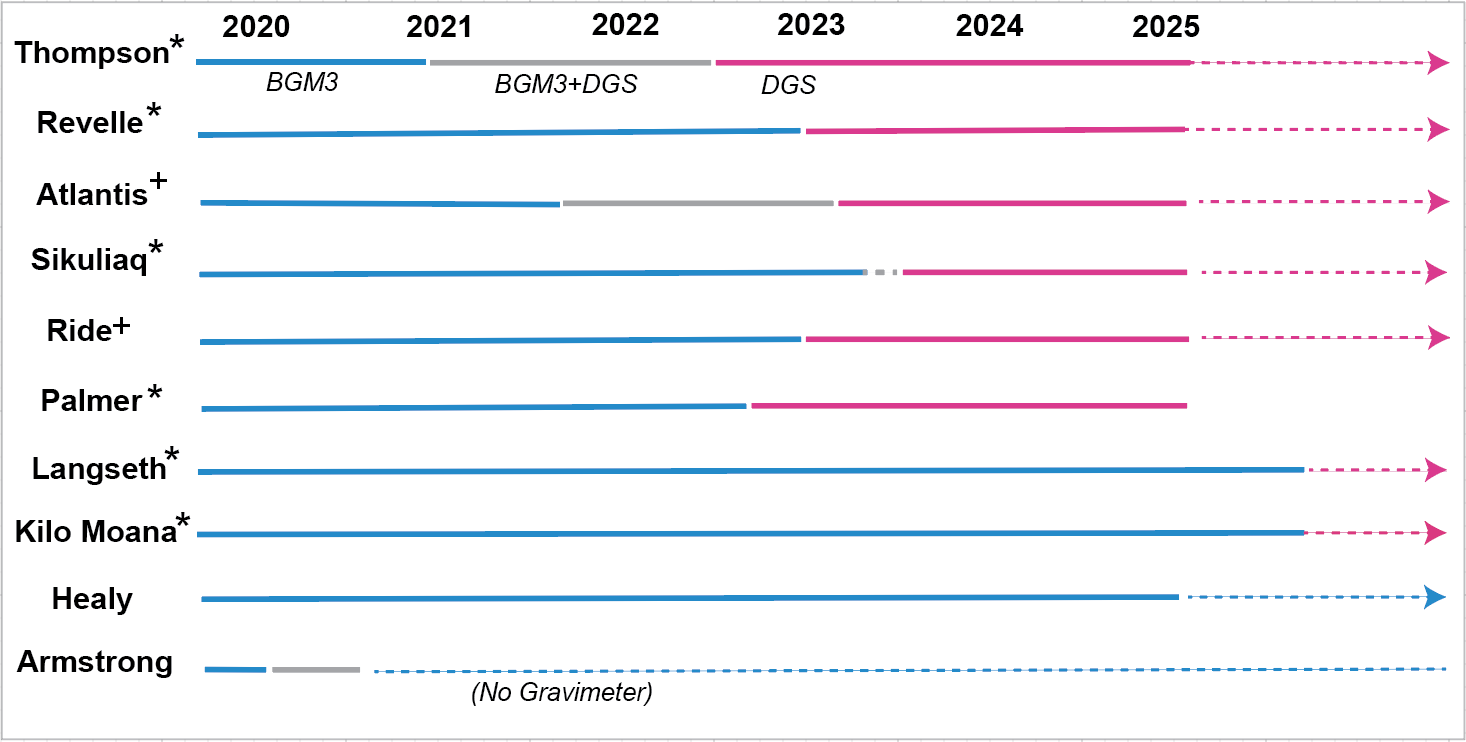 2020 2021 2022 2023 2024 2025
Thompson*
BGM3 BGM3+DGS DGS
Revelle*
Atlantis+
Sikuliaq*
Ride+
Palmer*
Langseth*
Kilo Moana*
Healy
Armstrong
(No Gravimeter)